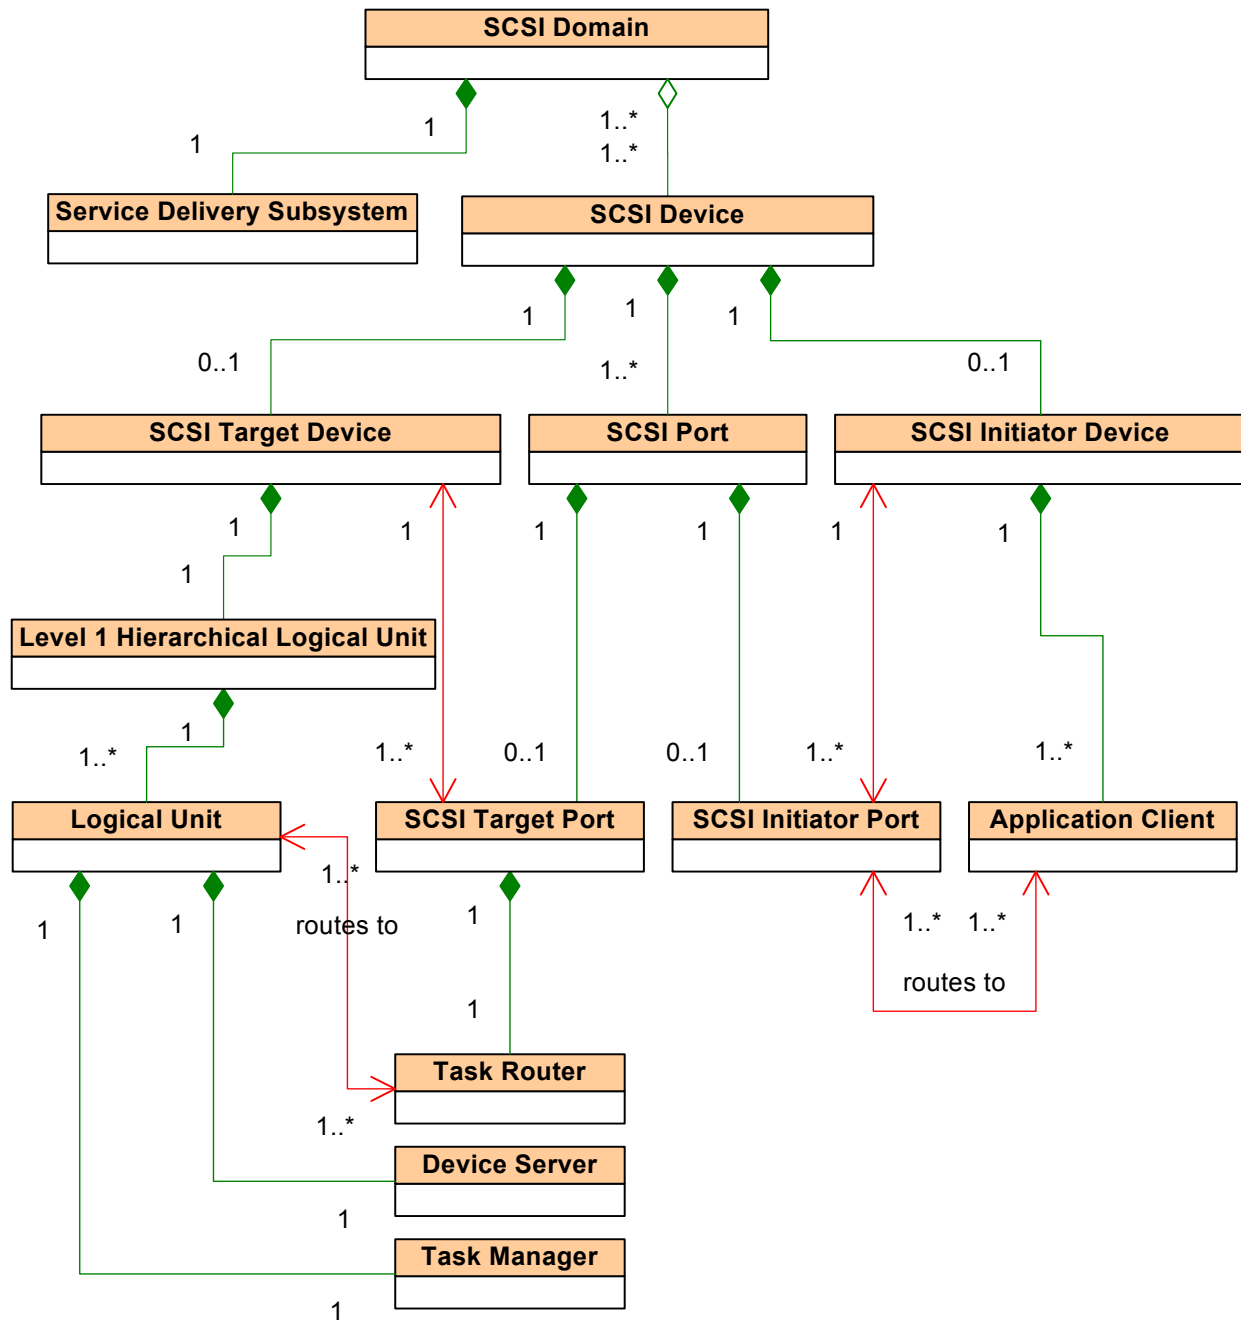 SCSI Domain
1
1..*
1
1..*
Service Delivery Subsystem
SCSI Device
1
1
1
0..1
1..*
0..1
SCSI Target Device
SCSI Port
SCSI Initiator Device
1
1
1
1
1
1
1
Level 1 Hierarchical Logical Unit
1
1..*
1..*
0..1
0..1
1..*
1..*
Logical Unit
SCSI Target Port
SCSI Initiator Port
Application Client
1..*
1
1
1
1..*
1..*
routes to
routes to
1
Task Router
1..*
Device Server
1
Task Manager
1